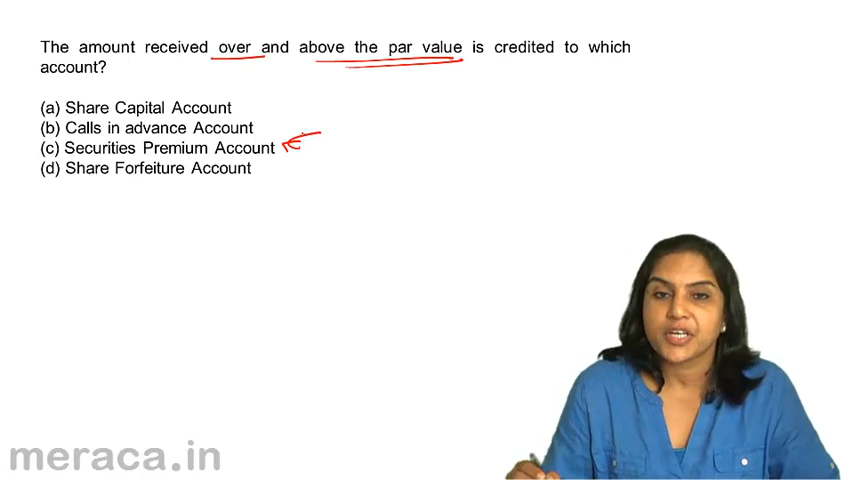 The amount received over and above the par value is credited to which
account?
(a) Share Capital Account
(b) Calls in advance Account
(c) Securities Premium Account
(d) Share Forfeiture Account
meraca.in